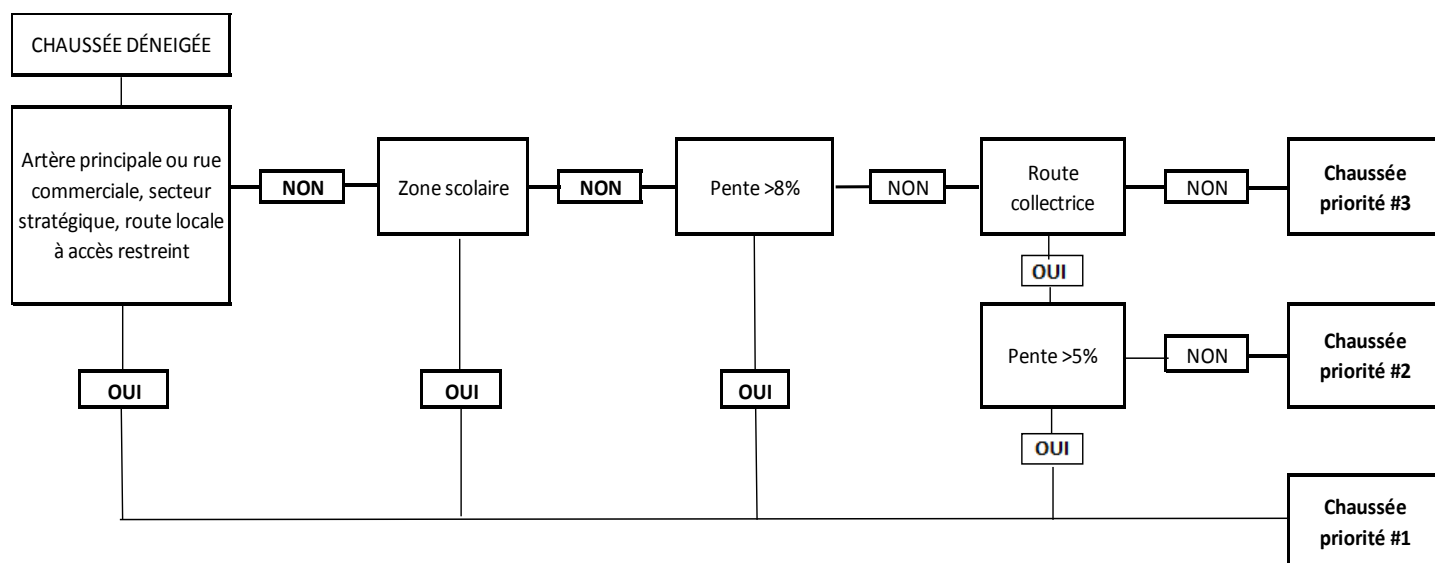 CHAUSSÉE DÉNEIGÉE
Artère principale ou rue
commerciale, secteur
stratégique, route locale
à accès restreint
NON
Zone scolaire
NON
Pente >8%
NON
Route
collectrice
NON
Chaussée
priorité #3
OUI
Pente >5%
NON
Chaussée
priorité #2
OUI
OUI
OUI
OUI
Chaussée
priorité #1